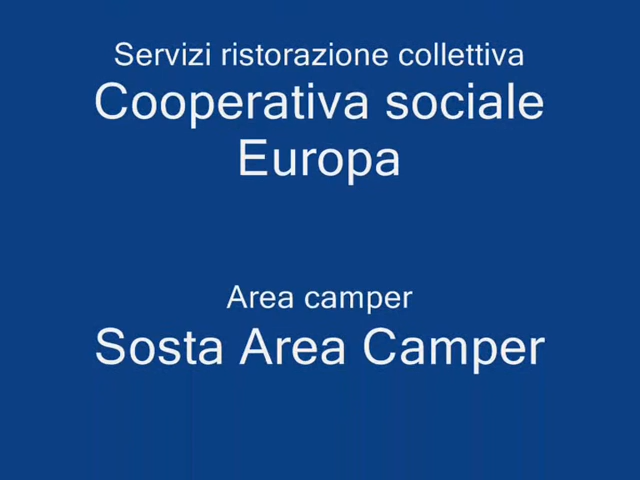 Servizi ristorazione collettiva
Cooperativa sociale
Europa
Area camper
Sosta Area Camper